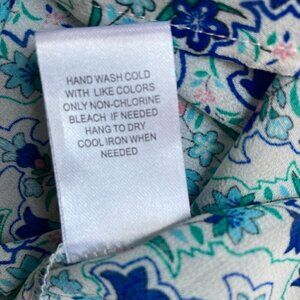 HAND WASH COLD
WITH LIKE COLORS
ONLY NON-CHLORINE
BLEACH IF NEEDED
HANG TO DRY
COOL IRON WHEN
NEEDED